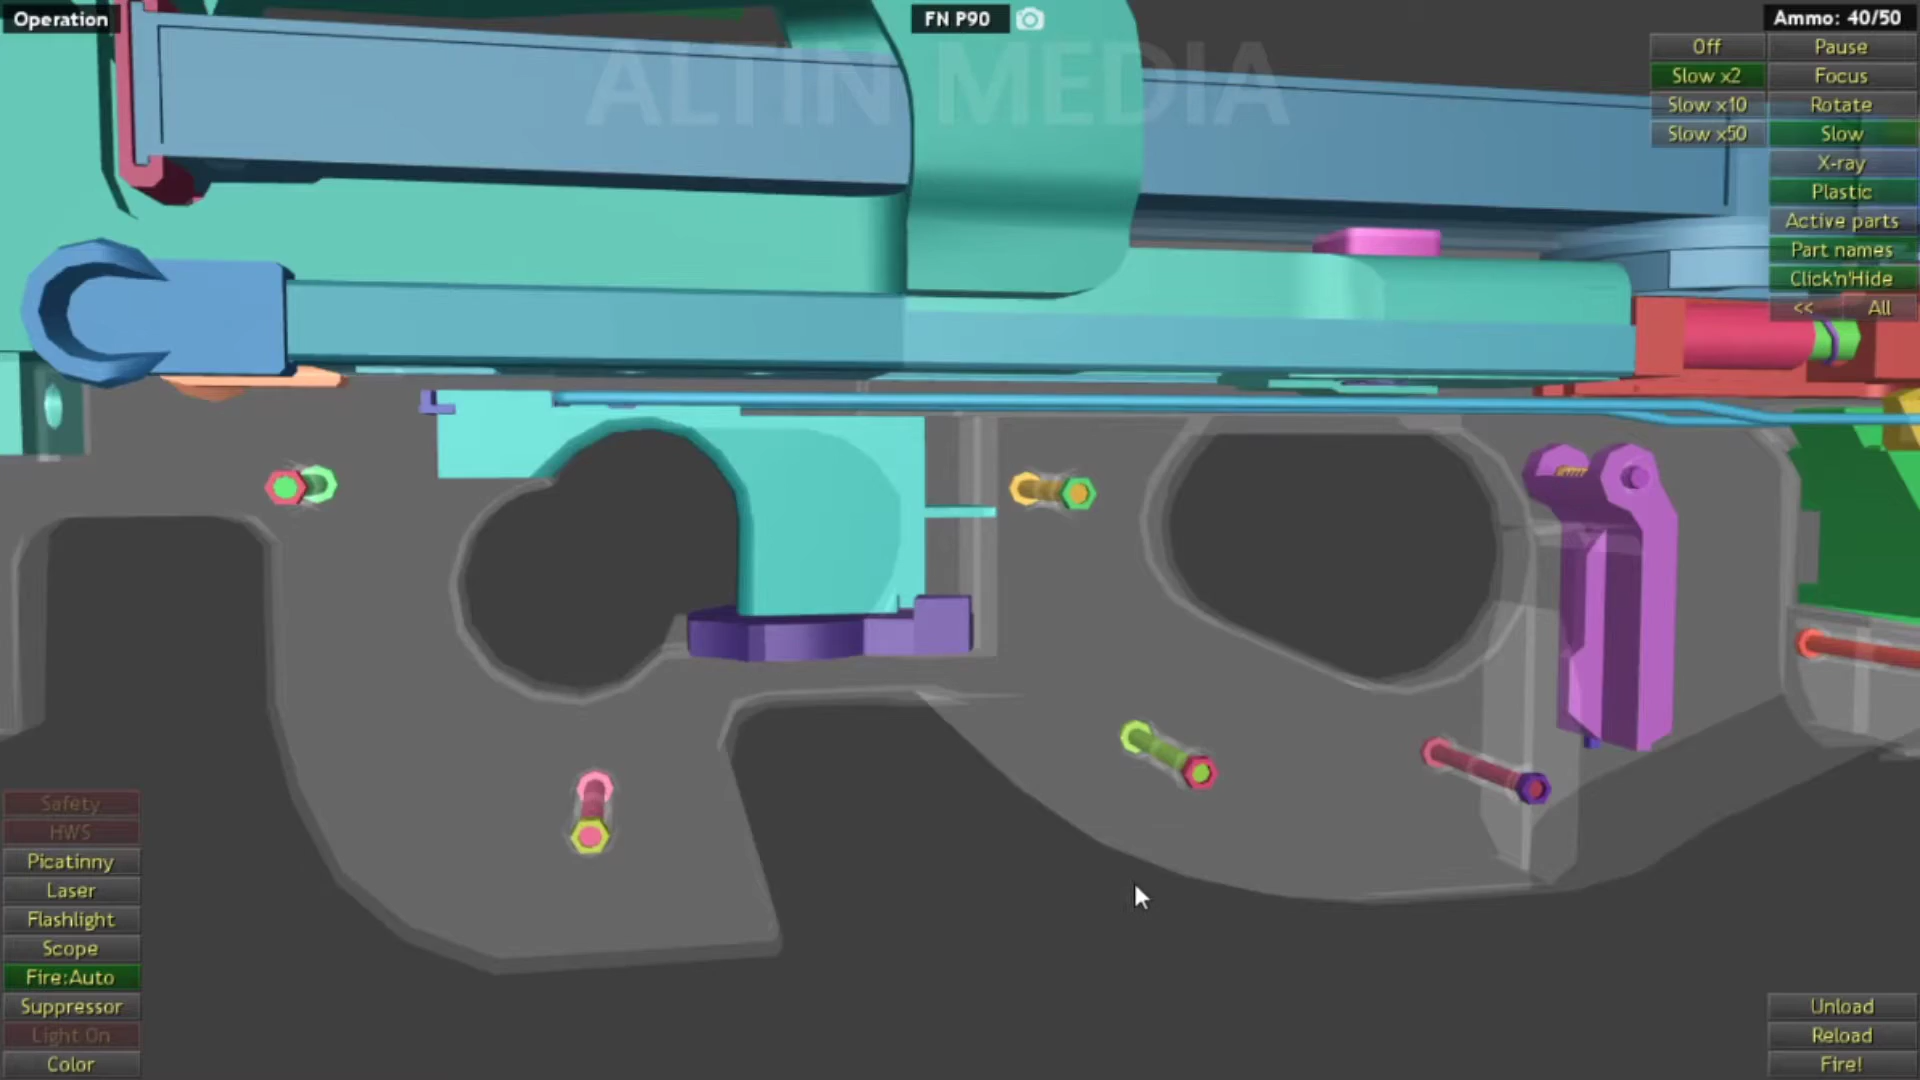 Operation
FN P90
Ammo: 40/50
ALTIN MEDIA
Off
Pause
Slow x2
Focus
Slow x10
Rotate
Slow x50
Slow
X-ray
Plastic
Active parts
Part names
Click'n'Hide
<< All
Safety
HWS
Picatinny
Laser
Flashlight
Scope
Fire:Auto
Suppressor
Light On
Color
Unload
Reload
Fire!